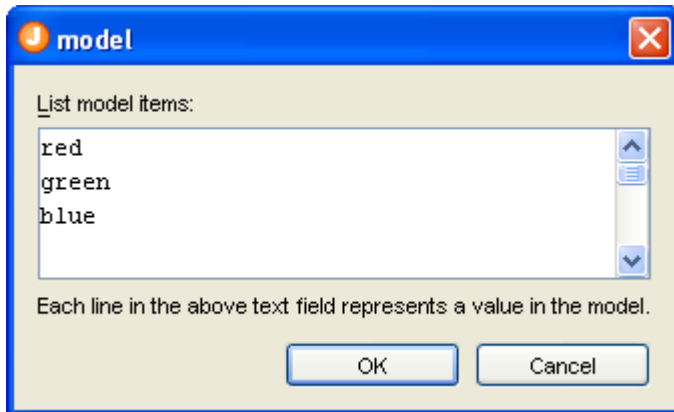 J model
List model items:
red
green
blue
Each line in the above text field represents a value in the model.
OK Cancel